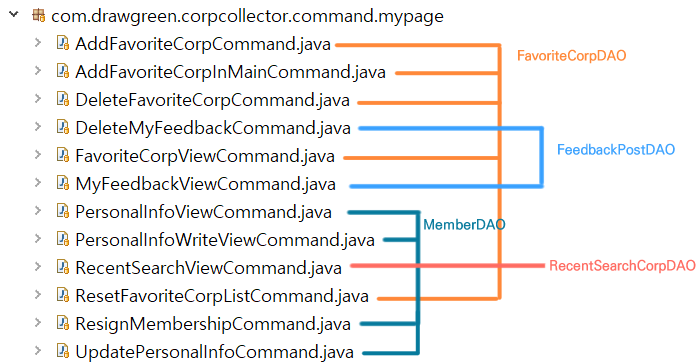 com.drawgreen.corpcollector.command.mypage
AddFavoriteCorpCommand.java
FavoriteCorpDAO
AddFavoriteCorpInMainCommand.java
DeleteFavoriteCorpCommand.java
DeleteMyFeedbackCommand.java
FeedbackPostDAO
FavoriteCorpViewCommand.java
MyFeedbackViewCommand.java
PersonalInfoViewCommand.java
MemberDAO
PersonalInfoWriteViewCommand.java
RecentSearchViewCommand.java
RecentSearchCorpDAO
ResetFavoriteCorpListCommand.java
ResignMembershipCommand.java
UpdatePersonalInfoCommand.java